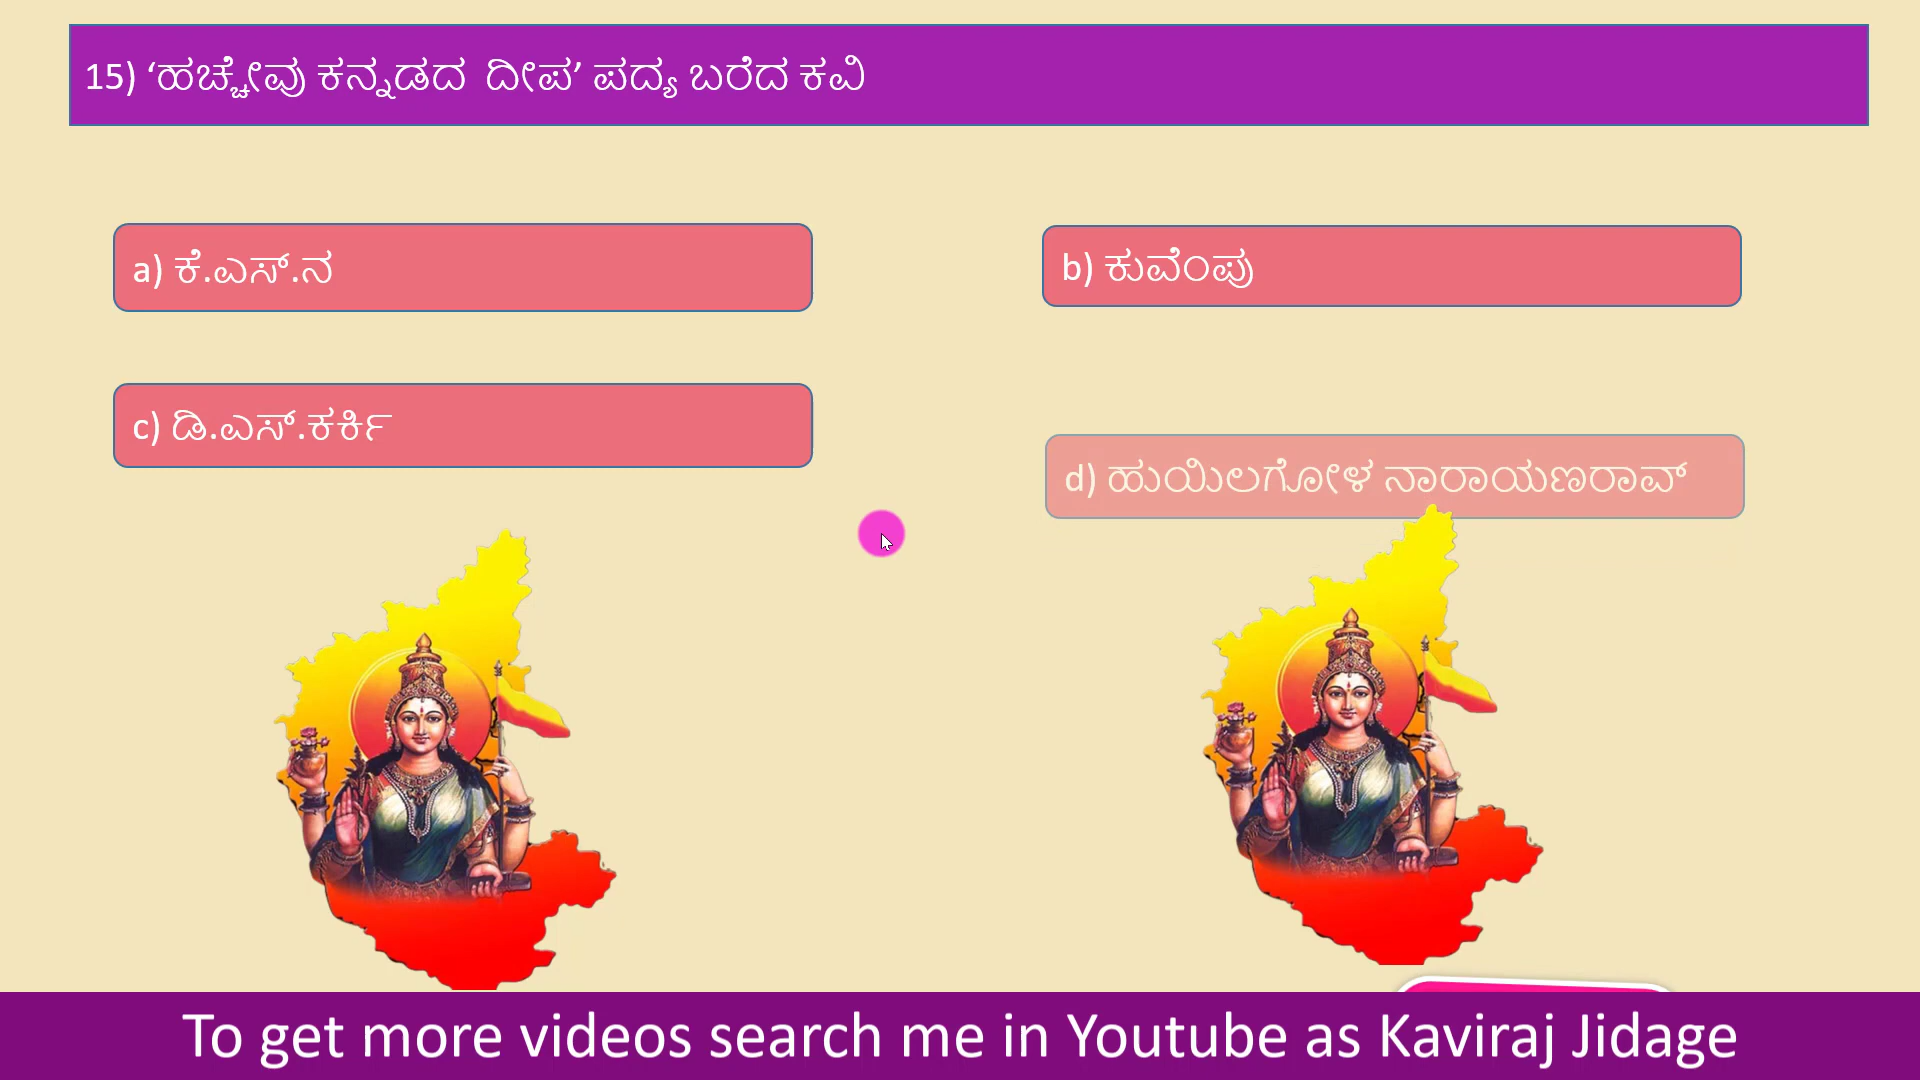 15) ‘ಹಚ್ಚೇವು ಕನ್ನಡದ ದೀಪ’ ಪದ್ಯ ಬರೆದ ಕವಿ
a) ಕೆ.ಎಸ್.ನ
b) ಕುವೆಂಪು
c) ಡಿ.ಎಸ್.ಕರ್ಕಿ
d) ಹುಯಿಲಗೋಳ ನಾರಾಯಣರಾವ್
To get more videos search me in Youtube as Kaviraj Jidage